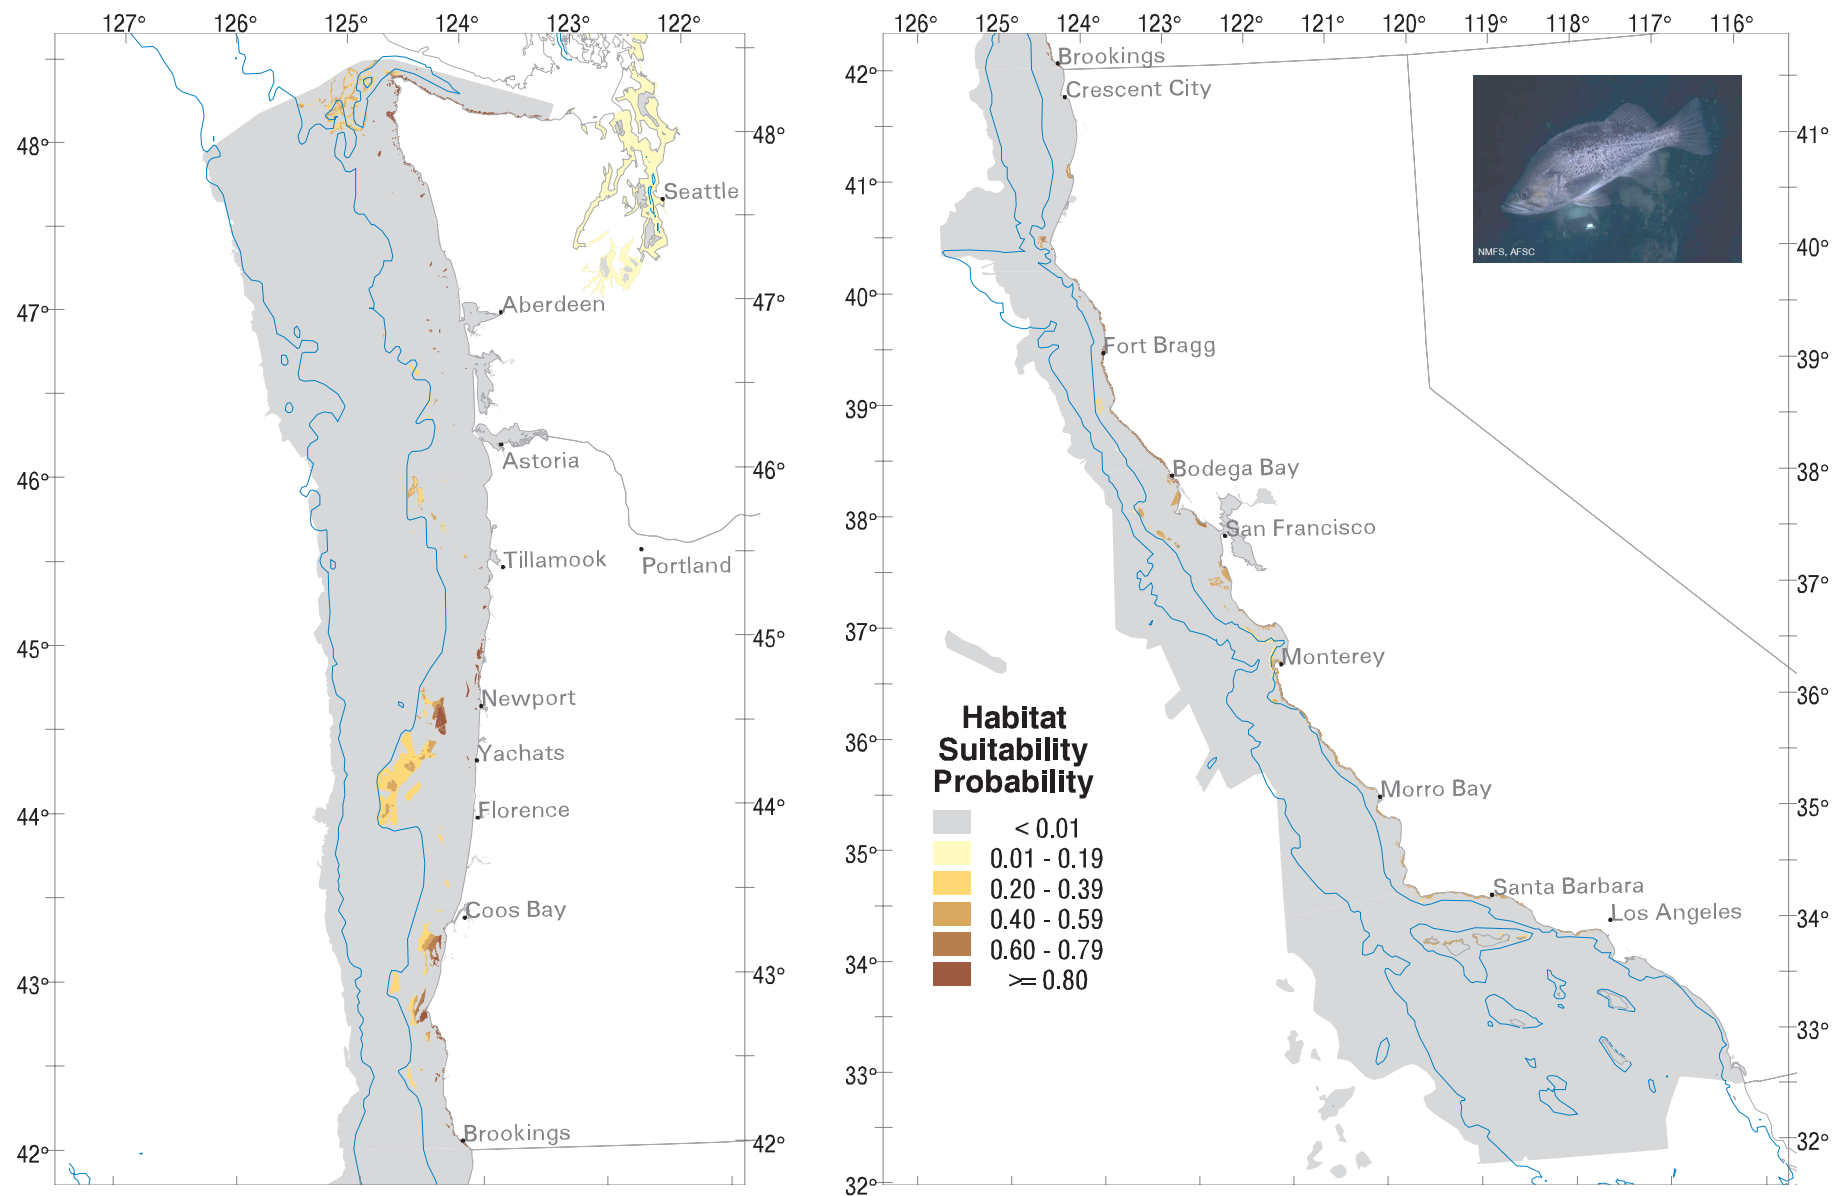 127° 125° 124° 123° 122°
126°
48°
47°
46°
45°
44°
43°
42°
48°
47°
46°
45°
44°
43°
42°
Seattle
Aberdeen
Astoria
Tillamook
Portland
Newport
Yachats
Florence
Coos Bay
Brookings
126° 125° 124° 123° 122° 121° 120° 119° 118° 117° 116°
42°
41°
40°
39°
38°
37°
36°
35°
34°
33°
32°
41°
40°
39°
38°
37°
36°
35°
34°
33°
32°
Brookings
Crescent City
Fort Bragg
Bodega Bay
San Francisco
Monterey
Morro Bay
Santa Barbara
Los Angeles
NMFS, AFSC
Habitat
Suitability
Probability
< 0.01
0.01 - 0.19
0.20 - 0.39
0.40 - 0.59
0.60 - 0.79
>= 0.80